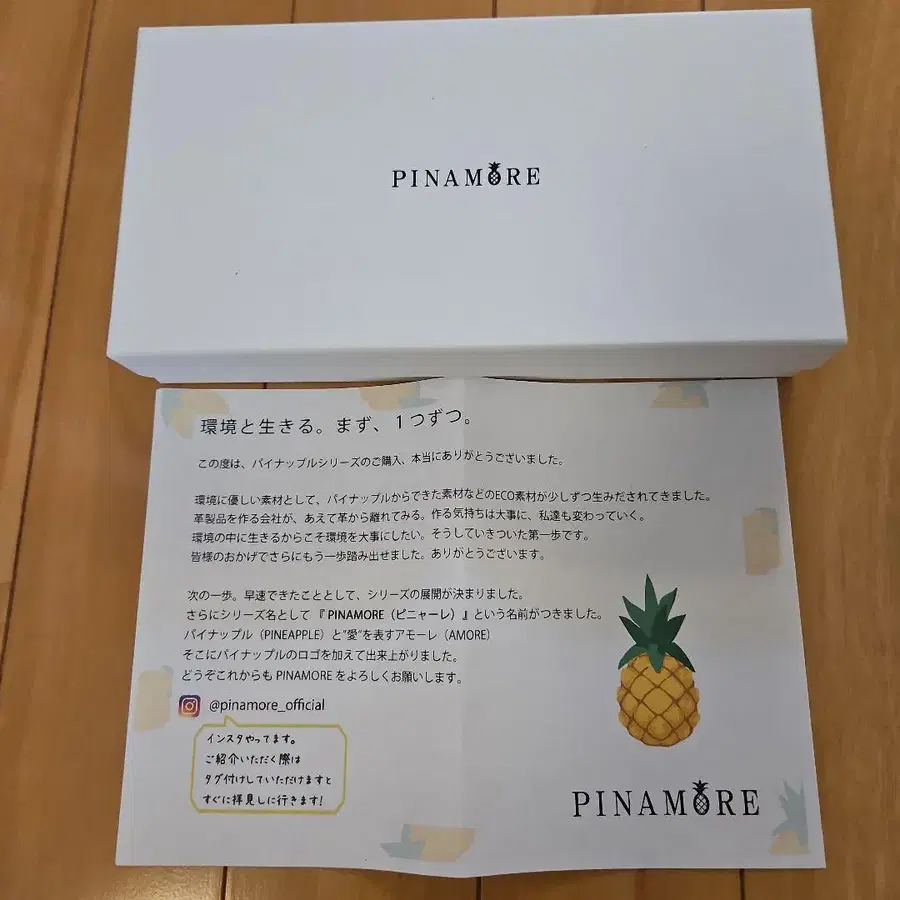 PINAMORE
環境と生きる。まず、１つずつ。
この度は、パイナップルシリーズのご購入、本当にありがとうございました。
環境に優しい素材として、パイナップルからできた素材などのECO素材が少しずつ生みだされてきました。
革製品を作る会社が、あえて革から離れてみる。作る気持ちは大事に、私達も変わっていく。
環境の中に生きるからこそ環境を大事にしたい。そうしていきついた第一歩です。
皆様のおかげでさらにもう一歩踏み出せました。ありがとうございます。
次の一歩。早速できたこととして、シリーズの展開が決まりました。
さらにシリーズ名として『 PINAMORE（ピニャーレ）』という名前がつきました。
パイナップル（PINEAPPLE）と”愛”を表すアモーレ（AMORE）
そこにパイナップルのロゴを加えて出来上がりました。
どうぞこれからも PINAMORE をよろしくお願いします。
@pinamore_official
インスタやってます。
ご紹介いただく際は
タグ付けしていただけますと
すぐに拝見しに行きます！
PINAMORE